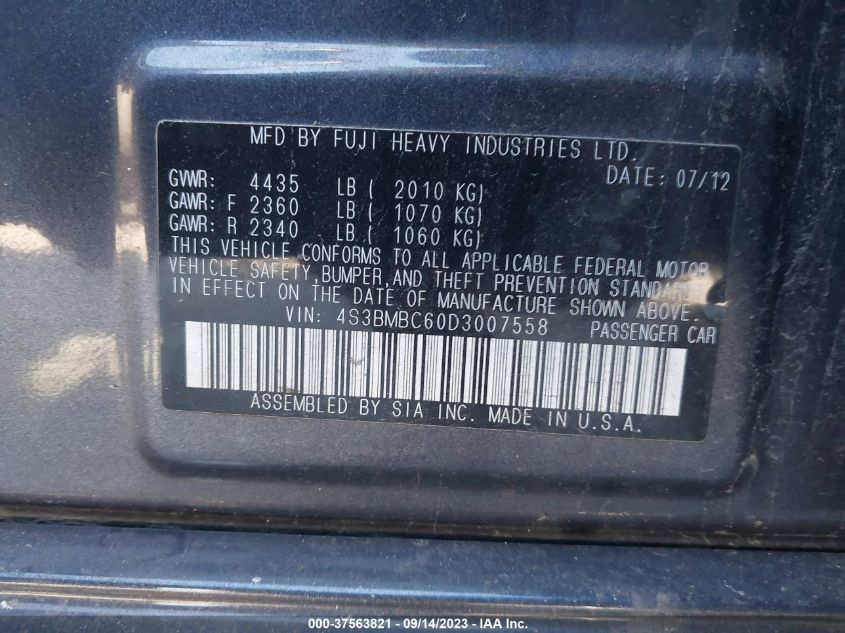 MFD BY FUJI HEAVY INDUSTRIES LTD.
DATE: 07/12
GVWR: 4435 LB ( 2010 KG)
GAWR: F 2360 LB ( 1070 KG)
GAWR: R 2340 LB ( 1060 KG)
THIS VEHICLE CONFORMS TO ALL APPLICABLE FEDERAL MOTOR
VEHICLE SAFETY, BUMPER, AND THEFT PREVENTION STANDARDS
IN EFFECT ON THE DATE OF MANUFACTURE SHOWN ABOVE.
VIN: 4S3BMBC60D3007558 PASSENGER CAR
ASSEMBLED BY SIA INC. MADE IN U.S.A.
000-37563821 - 09/14/2023 - IAA Inc.